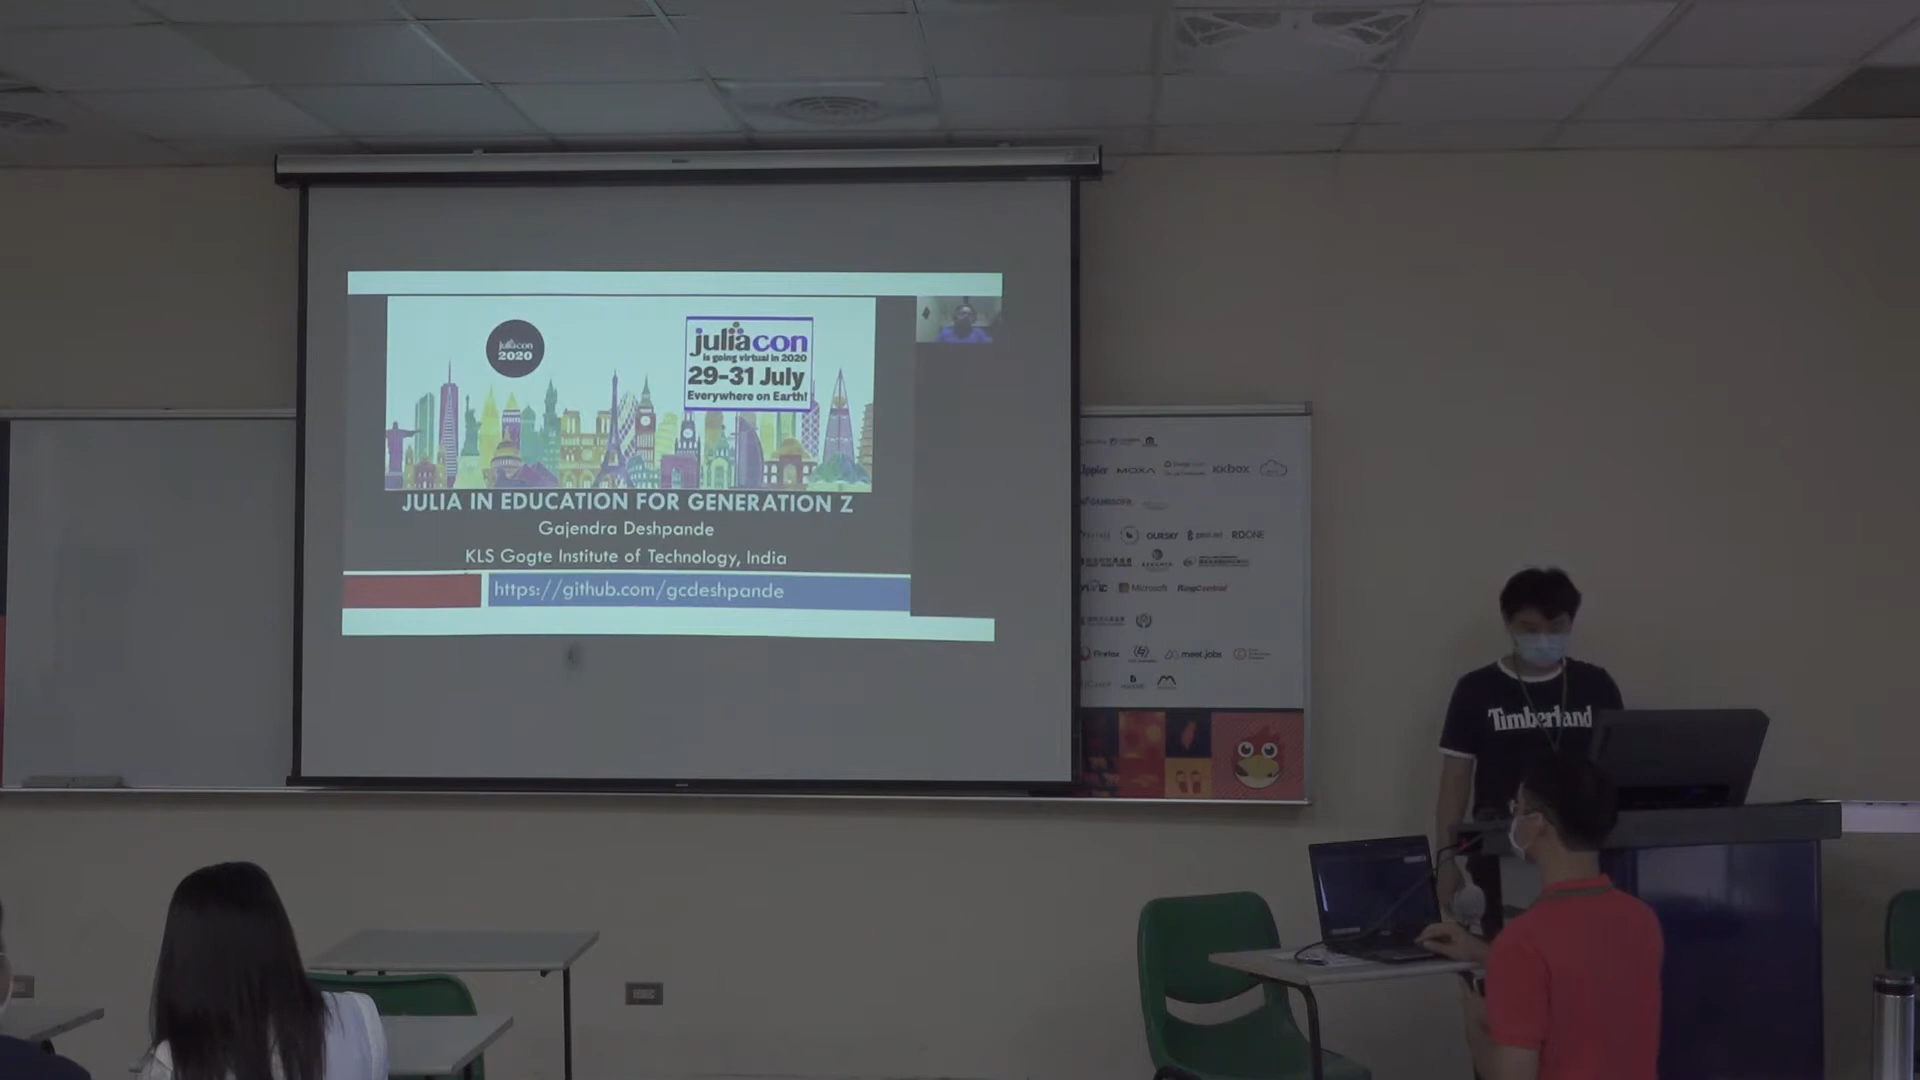 juliacon
2020
juliacon
is going virtual in 2020
29-31 July
Everywhere on Earth!
JULIA IN EDUCATION FOR GENERATION Z
Gajendra Deshpande
KLS Gogte Institute of Technology, India
https://github.com/gcdeshpande
MOXA
KKBOX
OURSKY
RDONE
Microsoft
RingCentral
Firefox
meet.jobs
Timberland